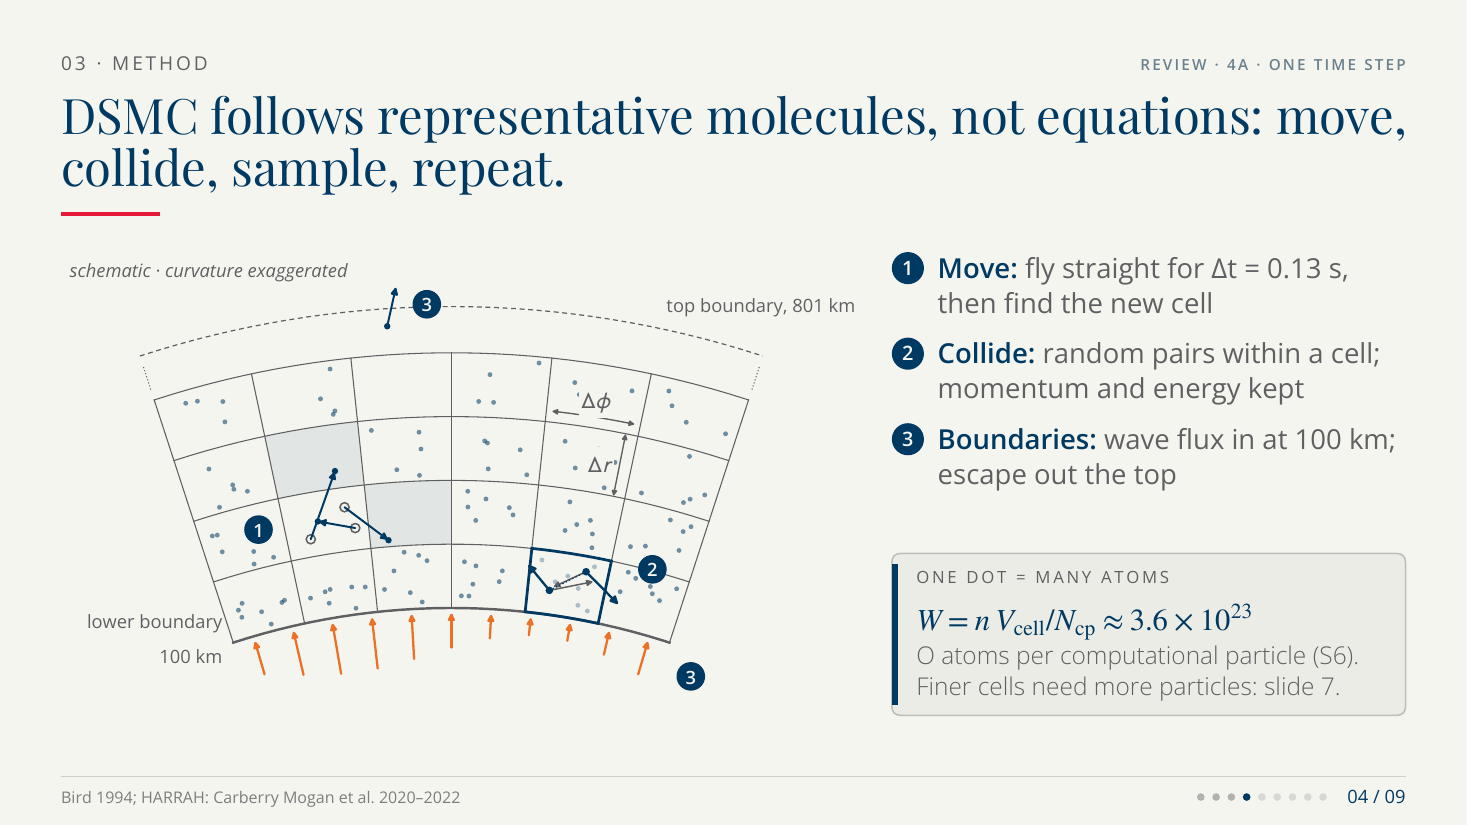 03 · METHOD
REVIEW · 4A · ONE TIME STEP
DSMC follows representative molecules, not equations: move,
collide, sample, repeat.
schematic · curvature exaggerated
3
top boundary, 801 km
Δϕ
Δr
1
2
lower boundary
100 km
3
1 Move: fly straight for Δt = 0.13 s,
then find the new cell
2 Collide: random pairs within a cell;
momentum and energy kept
3 Boundaries: wave flux in at 100 km;
escape out the top
ONE DOT = MANY ATOMS
W = n V_cell/N_cp ≈ 3.6 × 10^23
O atoms per computational particle (S6).
Finer cells need more particles: slide 7.
Bird 1994; HARRAH: Carberry Mogan et al. 2020–2022
04 / 09